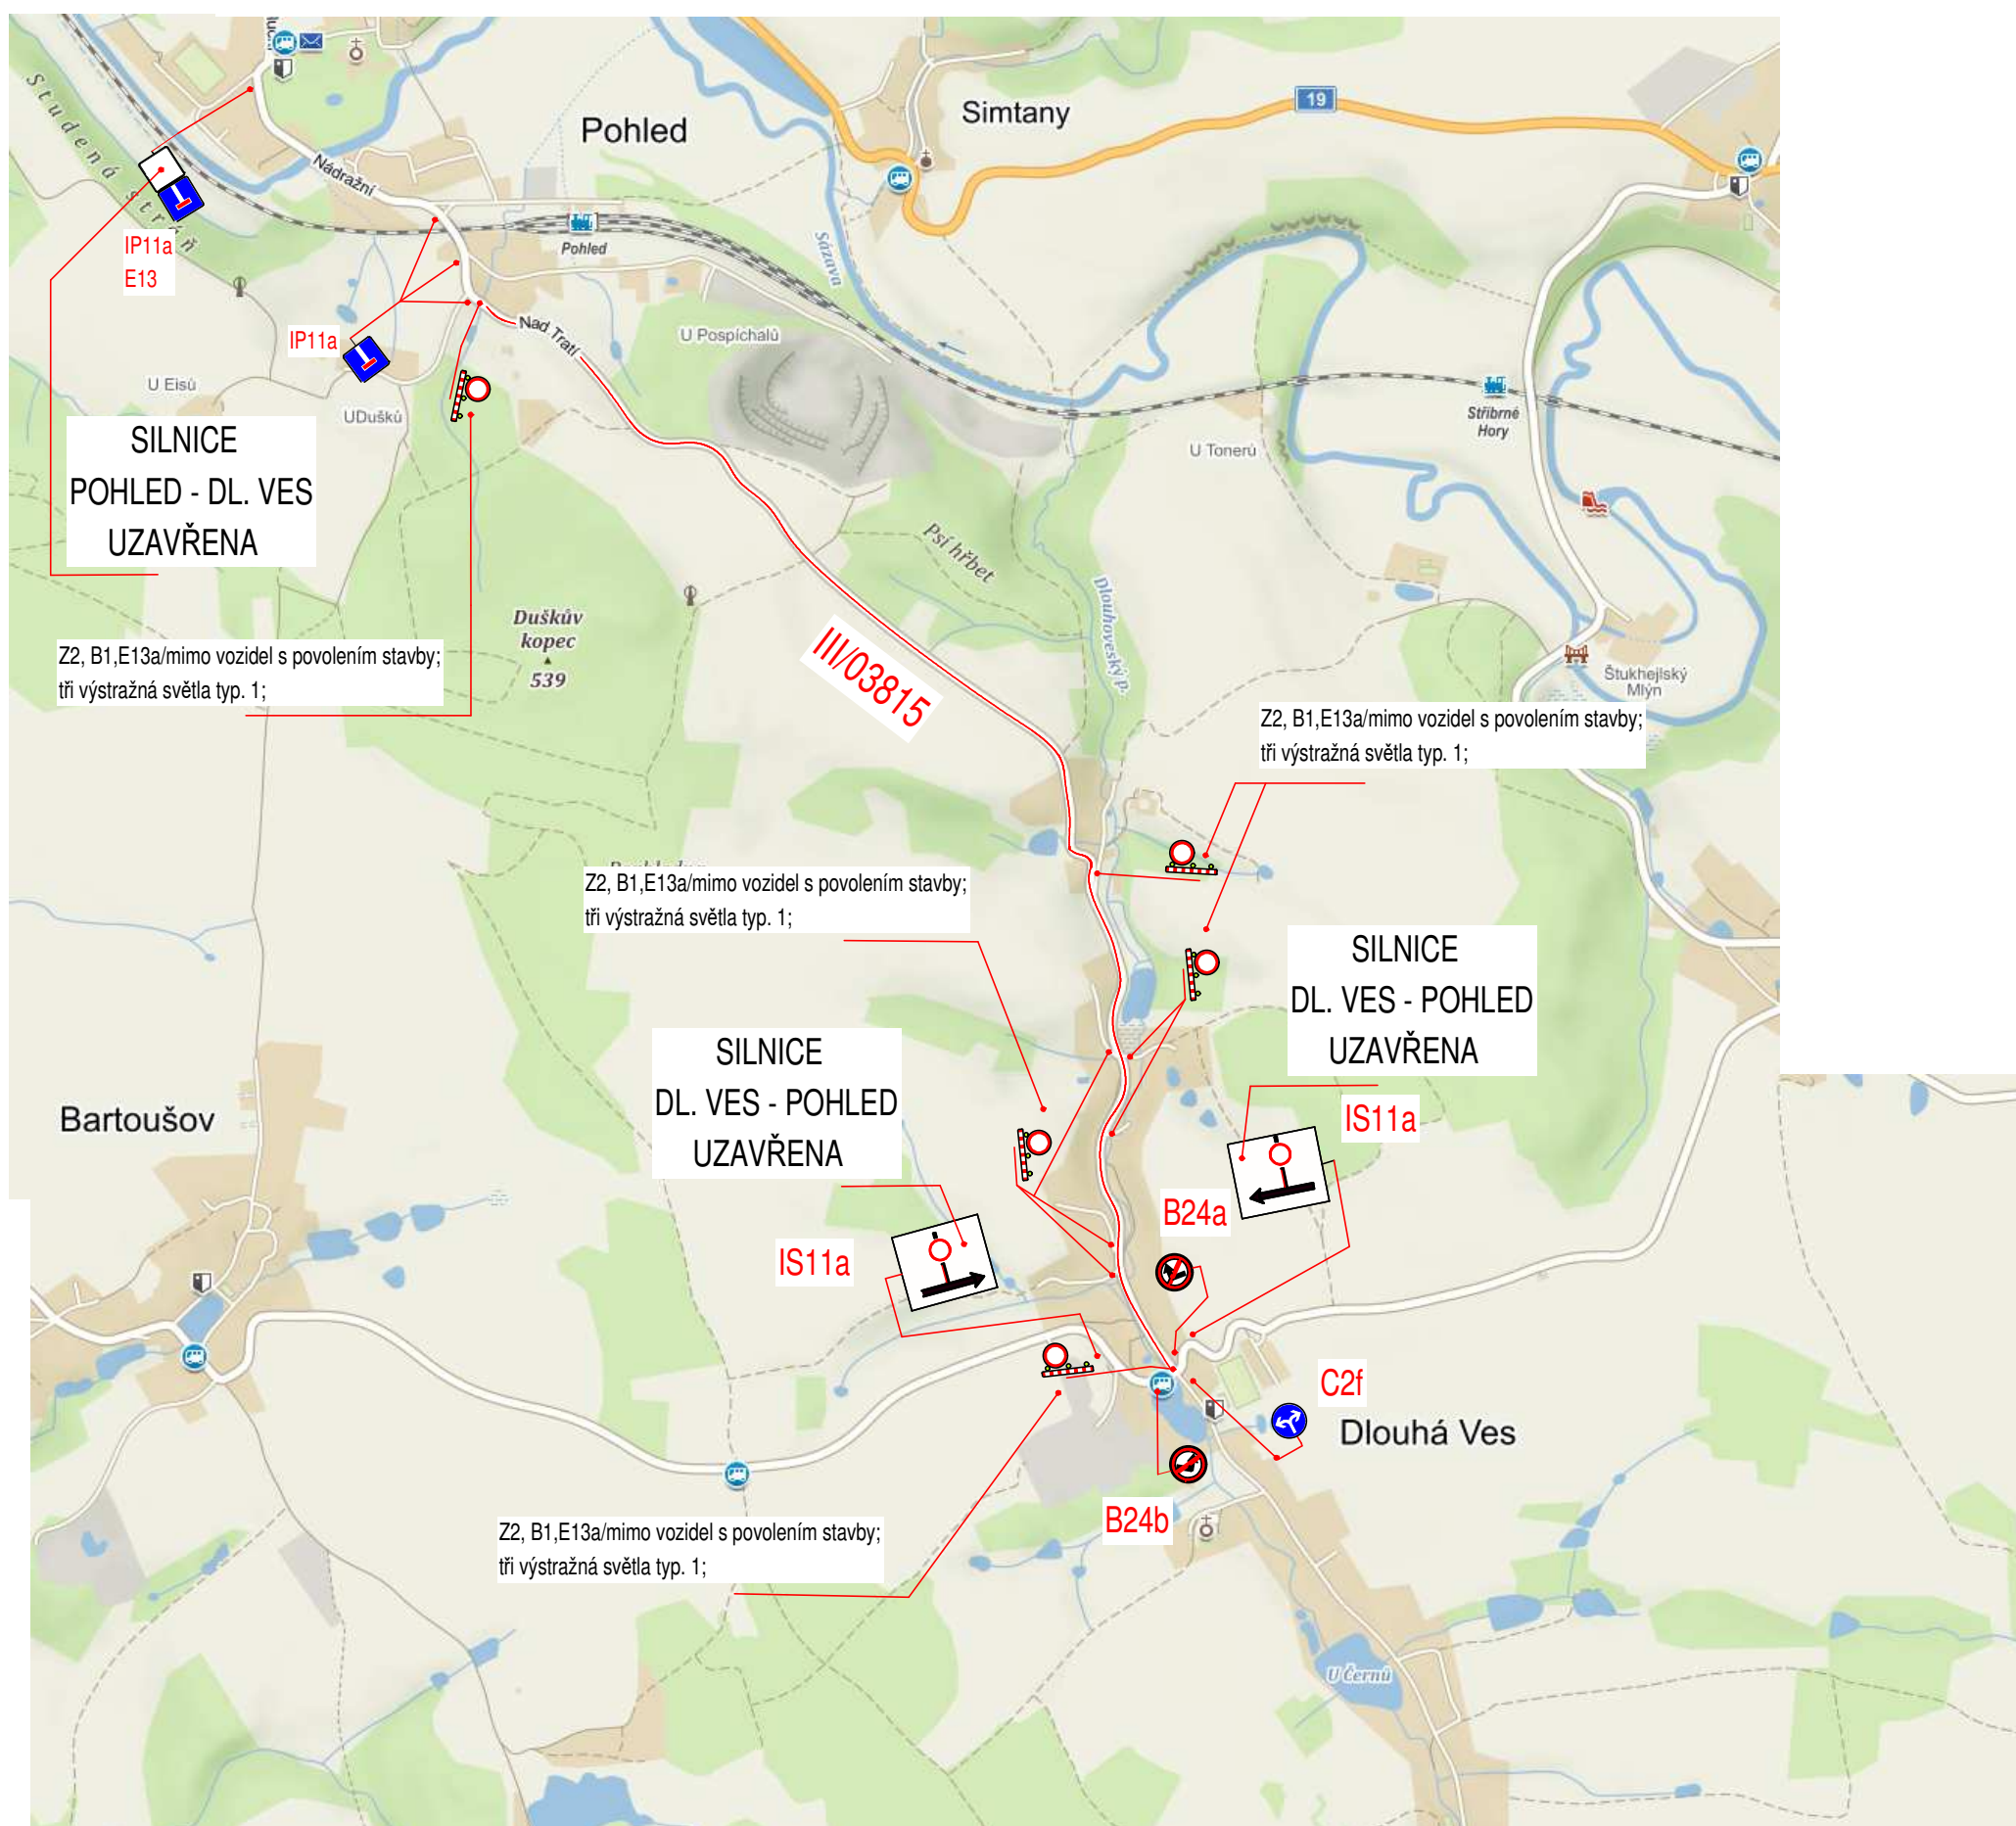 19
Simtany
Pohled
Studená stráň
Nádražní
Pohled
Sázava
IP11a
E13
IP11a
Nad Tratí
U Pospíchalů
U Eisů
UDušků
Stříbrné
Hory
U Tonerů
SILNICE
POHLED - DL. VES
UZAVŘENA
Psí hřbet
Dlouhoveský p.
Duškův
kopec
539
III/03815
Štukhejlský
Mlýn
Z2, B1,E13a/mimo vozidel s povolením stavby;
tři výstražná světla typ. 1;
Z2, B1,E13a/mimo vozidel s povolením stavby;
tři výstražná světla typ. 1;
Z2, B1,E13a/mimo vozidel s povolením stavby;
tři výstražná světla typ. 1;
SILNICE
DL. VES - POHLED
UZAVŘENA
SILNICE
DL. VES - POHLED
UZAVŘENA
Bartoušov
IS11a
B24a
IS11a
C2f
Dlouhá Ves
B24b
Z2, B1,E13a/mimo vozidel s povolením stavby;
tři výstražná světla typ. 1;
U Černů